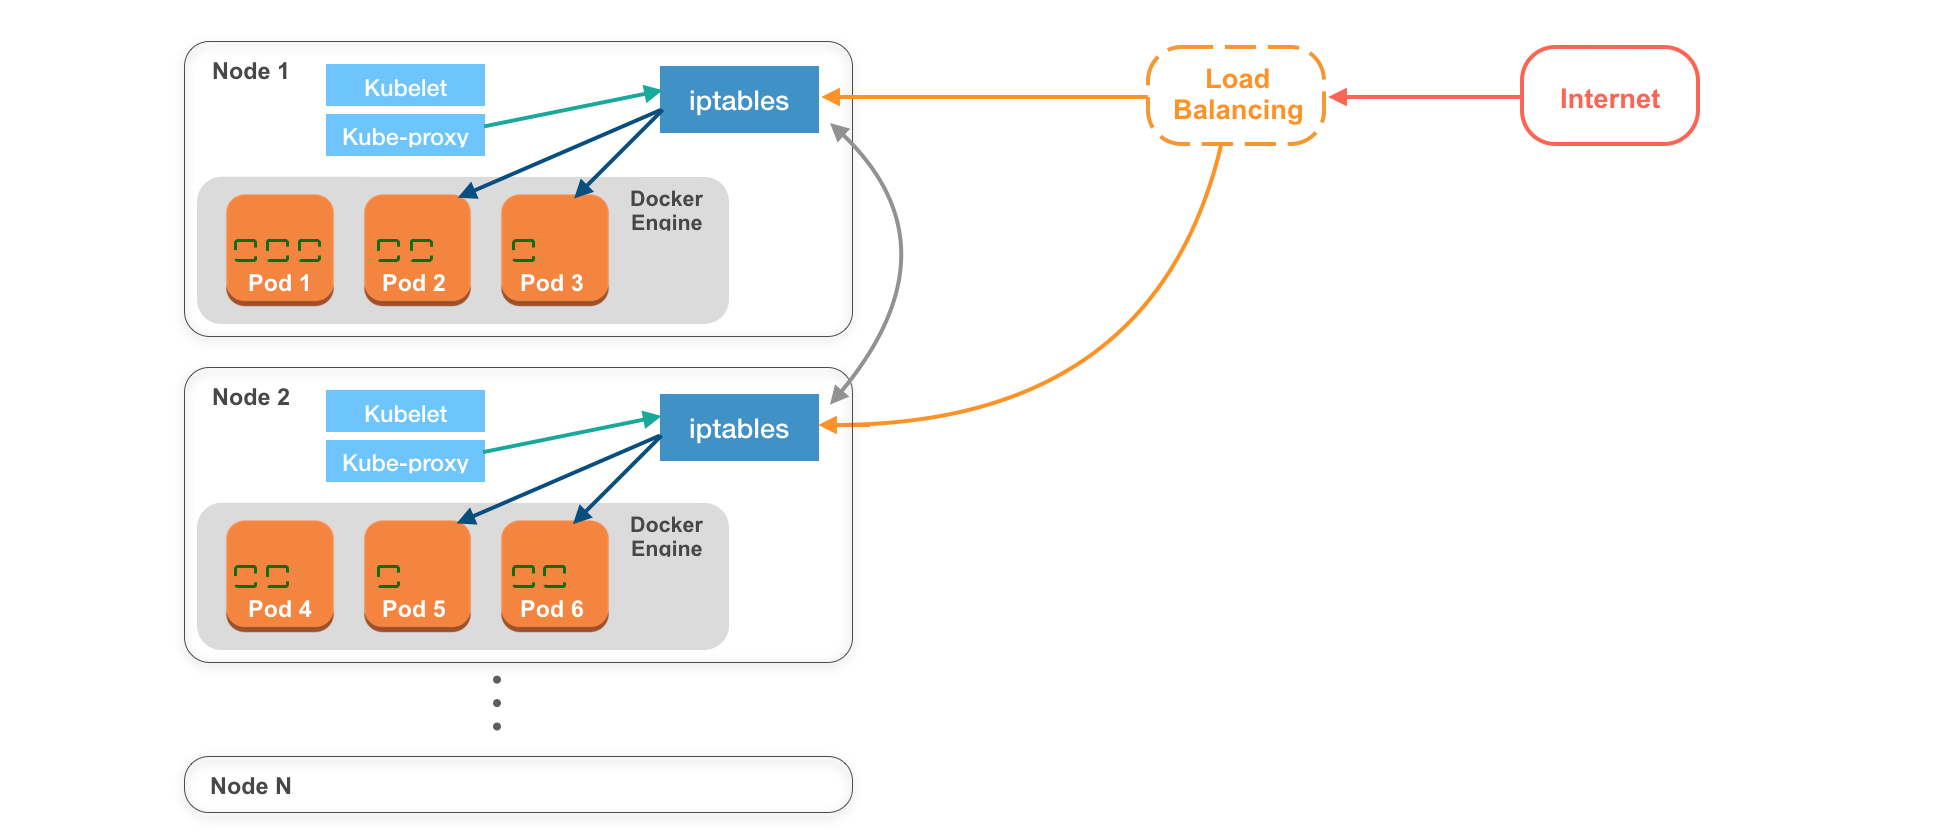 Node 1
Kubelet
Kube-proxy
iptables
Load
Balancing
Internet
Docker
Engine
Pod 1
Pod 2
Pod 3
Node 2
Kubelet
Kube-proxy
iptables
Docker
Engine
Pod 4
Pod 5
Pod 6
Node N